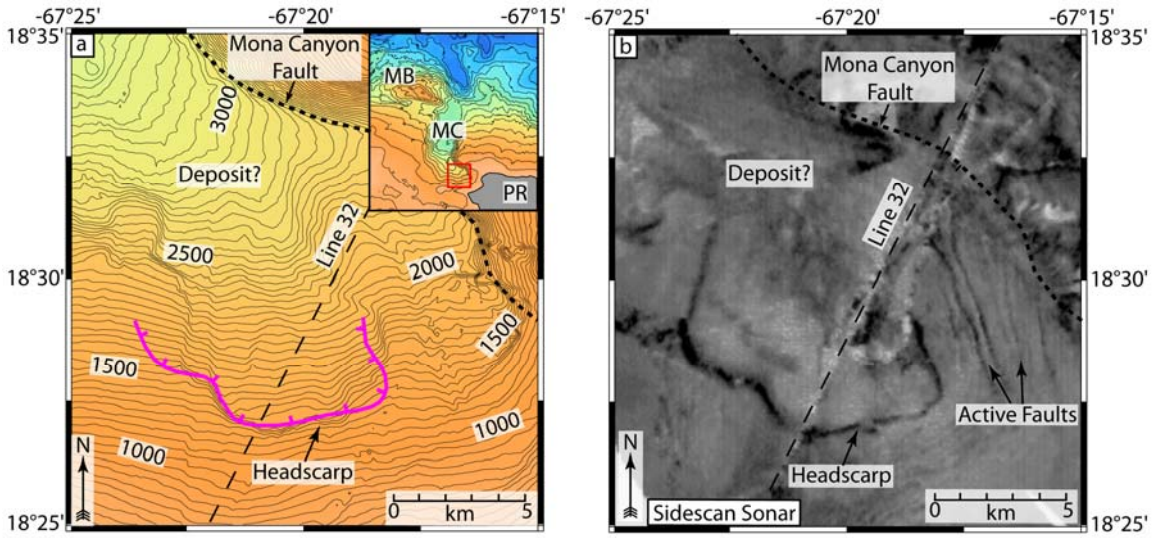 -67°25'
-67°20'
-67°15'
-67°25'
-67°20'
-67°15'
18°35'
a
Mona Canyon
Fault
3000
Deposit?
2500
Line 32
2000
1500
1500
1000
1000
Headscarp
N
0
5
km
MB
MC
PR
18°30'
18°25'
b
Mona Canyon
Fault
Deposit?
Line 32
Active Faults
Headscarp
N
Sidescan Sonar
0
5
km
18°35'
18°30'
18°25'